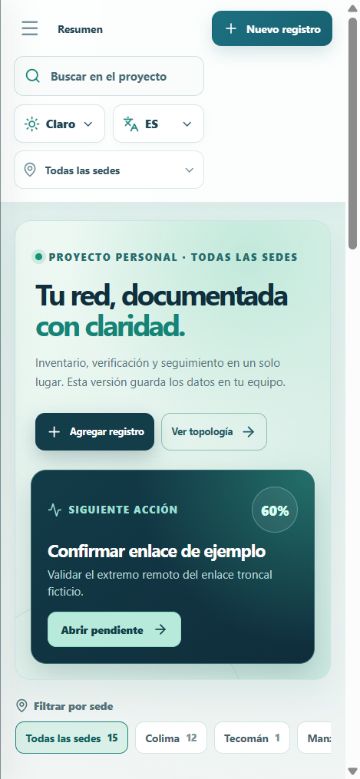 Resumen
Nuevo registro
Buscar en el proyecto
Claro
ES
Todas las sedes
PROYECTO PERSONAL · TODAS LAS SEDES
Tu red, documentada
con claridad.
Inventario, verificación y seguimiento en un solo
lugar. Esta versión guarda los datos en tu equipo.
Agregar registro
Ver topología
SIGUIENTE ACCIÓN
60%
Confirmar enlace de ejemplo
Validar el extremo remoto del enlace troncal
ficticio.
Abrir pendiente
Filtrar por sede
Todas las sedes 15
Colima 12
Tecomán 1